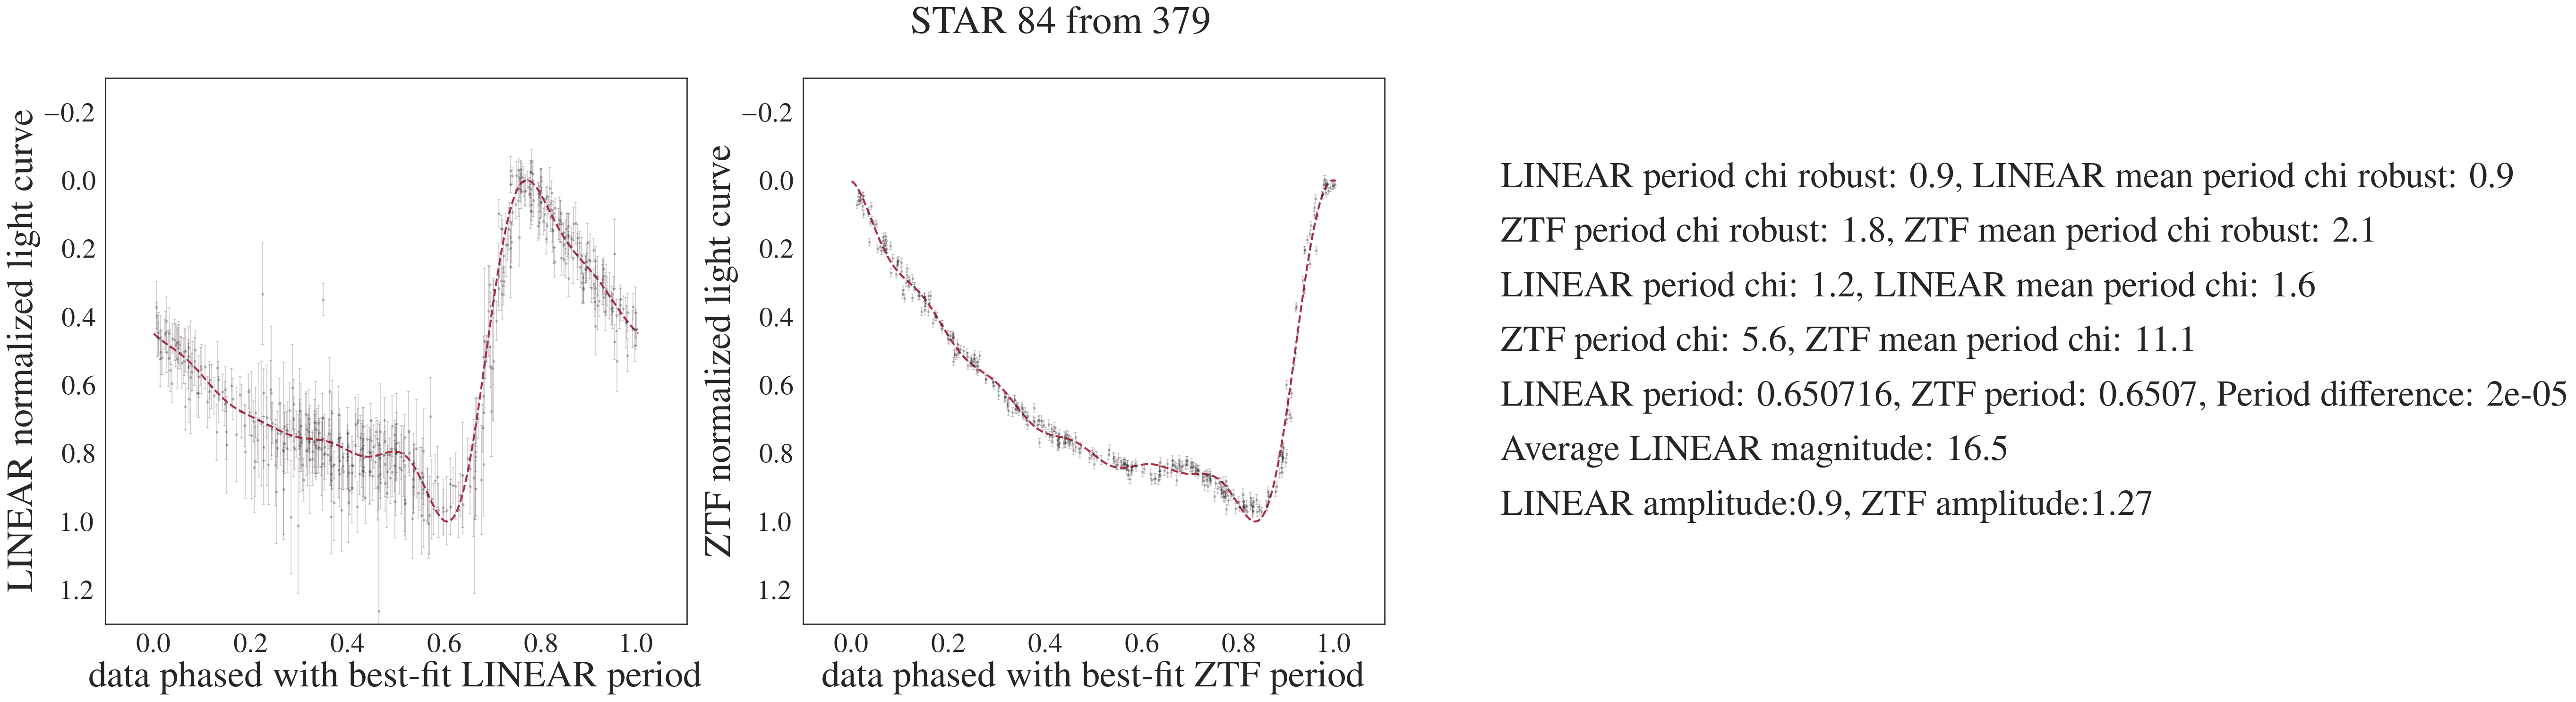 STAR 84 from 379
LINEAR normalized light curve
−0.2
0.0
0.2
0.4
0.6
0.8
1.0
1.2
0.0 0.2 0.4 0.6 0.8 1.0
data phased with best-fit LINEAR period
ZTF normalized light curve
−0.2
0.0
0.2
0.4
0.6
0.8
1.0
1.2
0.0 0.2 0.4 0.6 0.8 1.0
data phased with best-fit ZTF period
LINEAR period chi robust: 0.9, LINEAR mean period chi robust: 0.9
ZTF period chi robust: 1.8, ZTF mean period chi robust: 2.1
LINEAR period chi: 1.2, LINEAR mean period chi: 1.6
ZTF period chi: 5.6, ZTF mean period chi: 11.1
LINEAR period: 0.650716, ZTF period: 0.6507, Period difference: 2e-05
Average LINEAR magnitude: 16.5
LINEAR amplitude:0.9, ZTF amplitude:1.27